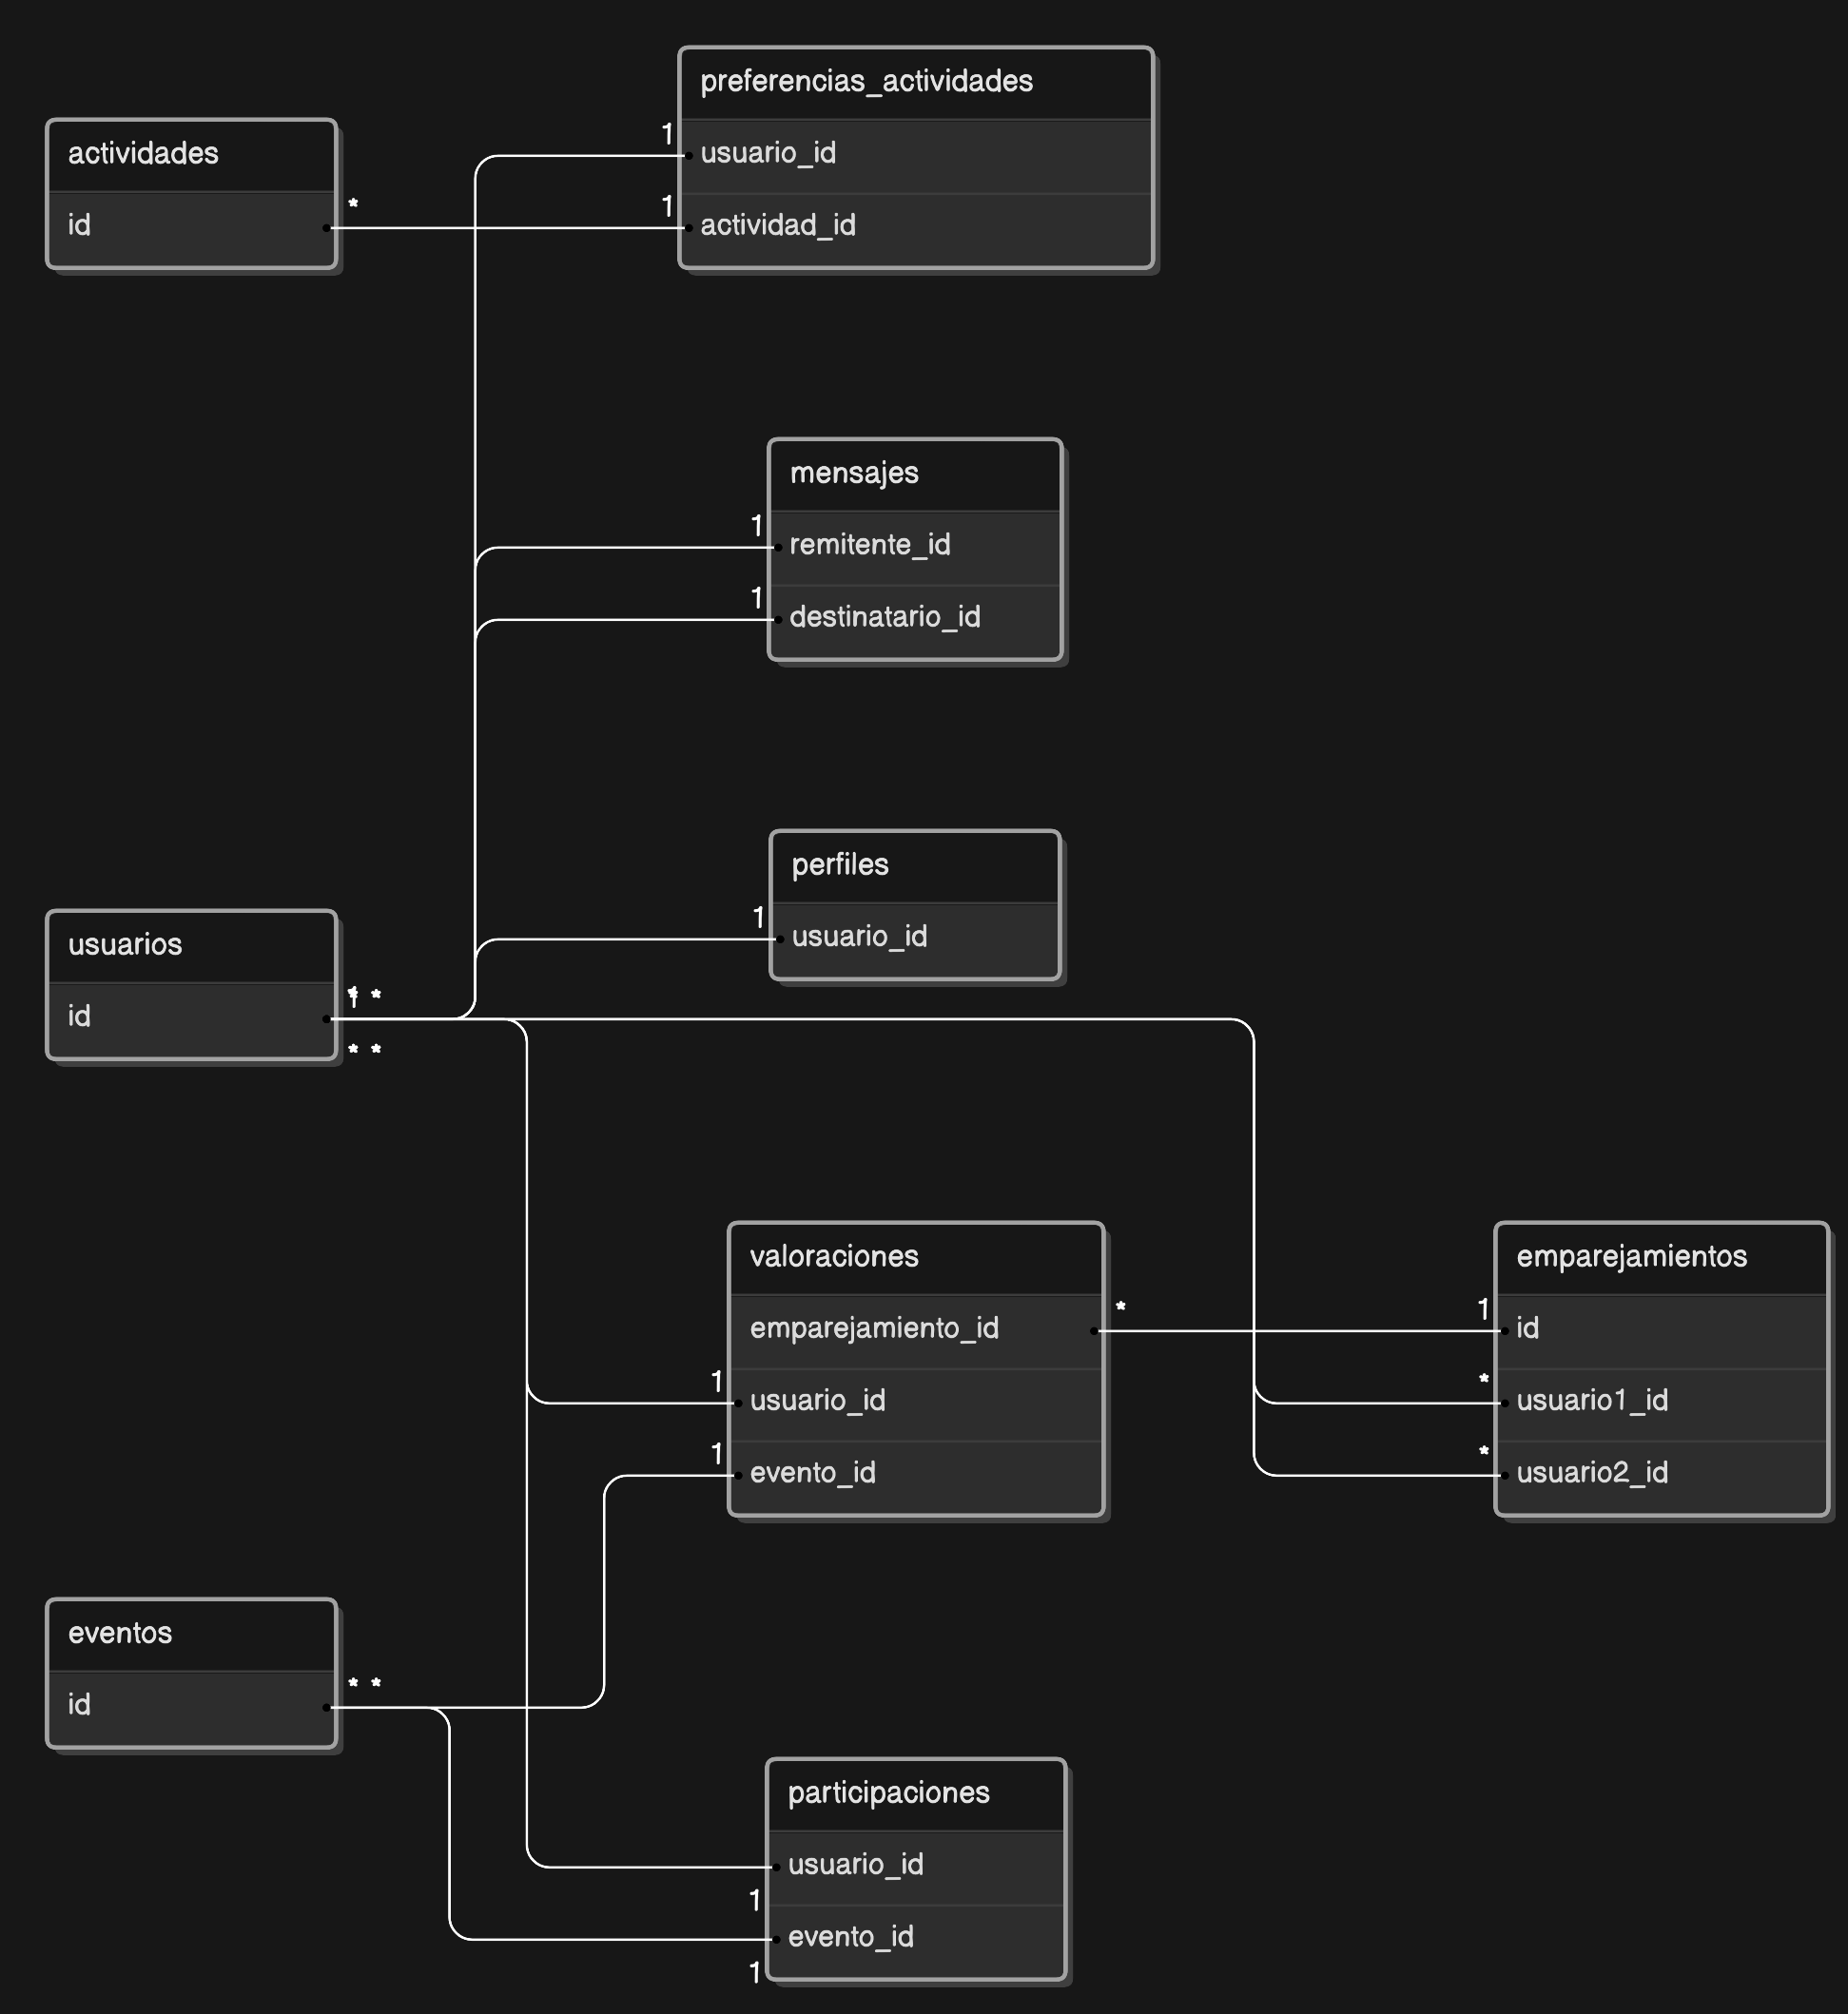 preferencias_actividades
1
usuario_id
1
actividad_id
actividades
id
*
mensajes
1
remitente_id
1
destinatario_id
perfiles
1
usuario_id
usuarios
id
1 *
* *
valoraciones
emparejamiento_id
*
1
usuario_id
1
evento_id
emparejamientos
1
id
*
usuario1_id
*
usuario2_id
eventos
id
* *
participaciones
usuario_id
1
evento_id
1